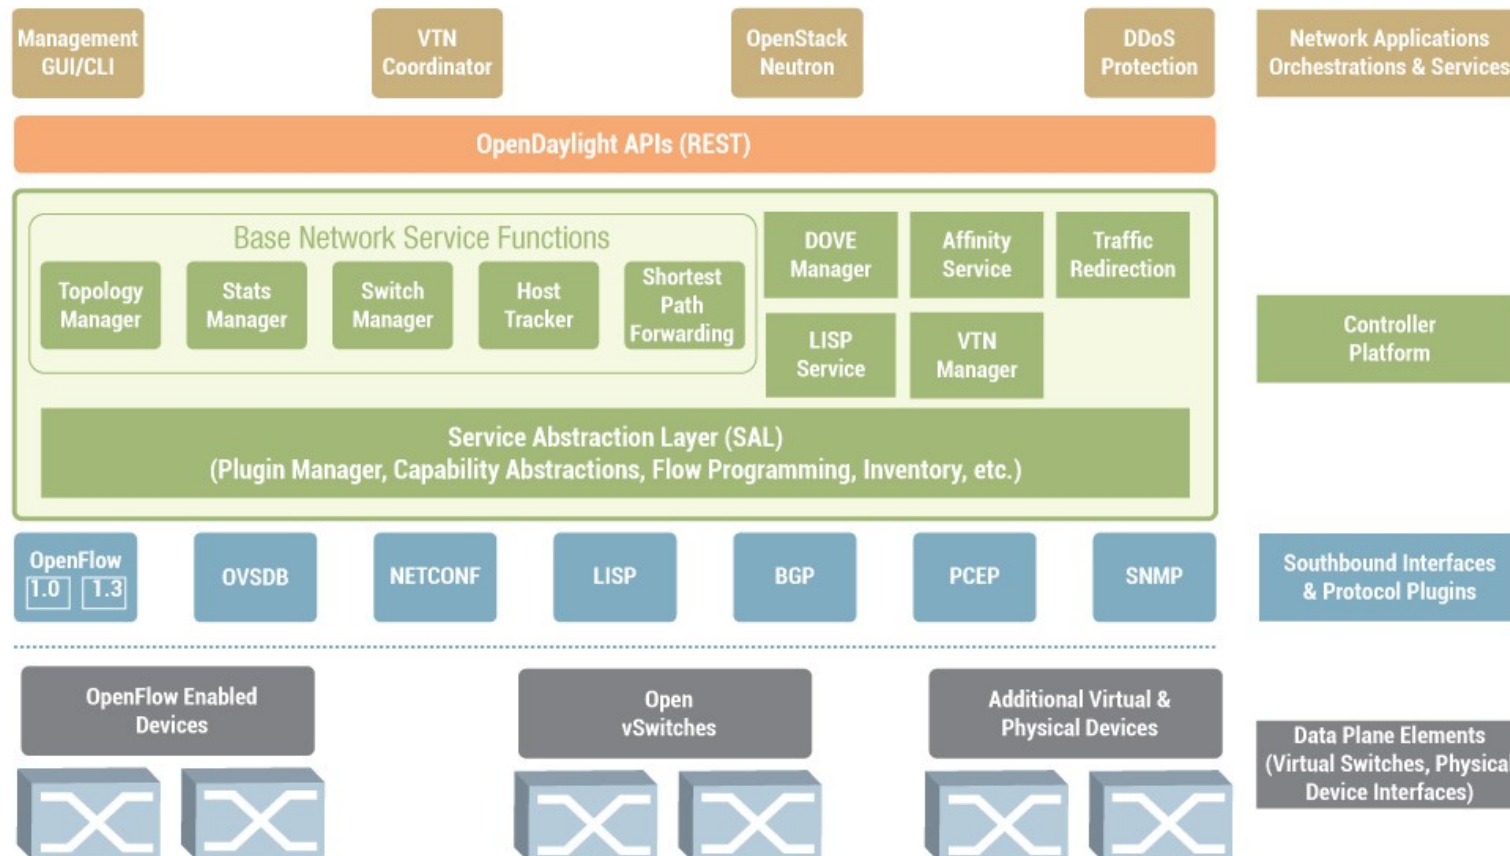 Management
GUI/CLI
VTN
Coordinator
OpenStack
Neutron
DDoS
Protection
Network Applications
Orchestrations & Services
OpenDaylight APIs (REST)
Base Network Service Functions
Topology
Manager
Stats
Manager
Switch
Manager
Host
Tracker
Shortest
Path
Forwarding
DOVE
Manager
Affinity
Service
Traffic
Redirection
LISP
Service
VTN
Manager
Controller
Platform
Service Abstraction Layer (SAL)
(Plugin Manager, Capability Abstractions, Flow Programming, Inventory, etc.)
OpenFlow
1.0 1.3
OVSDB
NETCONF
LISP
BGP
PCEP
SNMP
Southbound Interfaces
& Protocol Plugins
OpenFlow Enabled
Devices
Open
vSwitches
Additional Virtual &
Physical Devices
Data Plane Elements
(Virtual Switches, Physical
Device Interfaces)